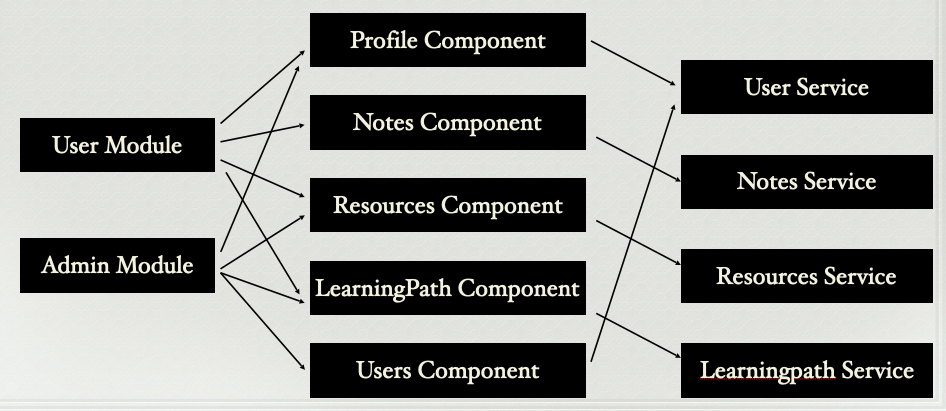 User Module
Admin Module
Profile Component
Notes Component
Resources Component
LearningPath Component
Users Component
User Service
Notes Service
Resources Service
Learningpath Service